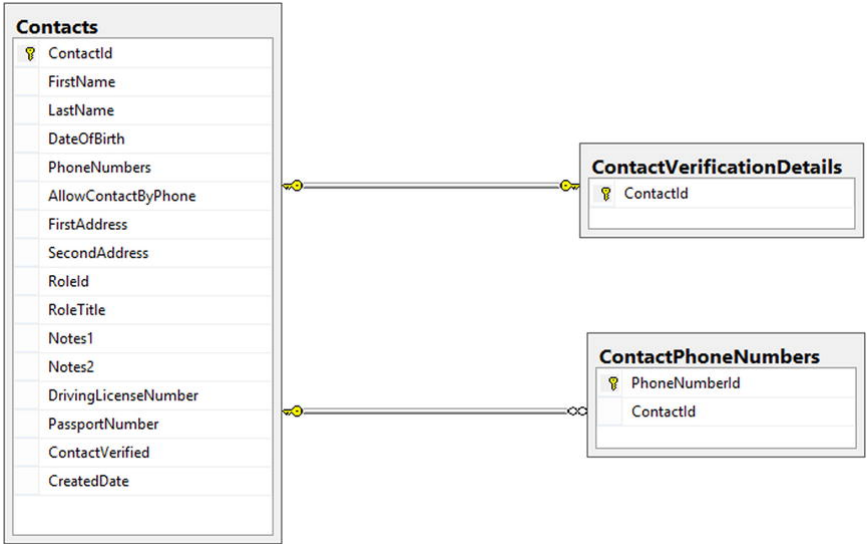 Contacts
ContactId
FirstName
LastName
DateOfBirth
PhoneNumbers
AllowContactByPhone
FirstAddress
SecondAddress
RoleId
RoleTitle
Notes1
Notes2
DrivingLicenseNumber
PassportNumber
ContactVerified
CreatedDate
ContactVerificationDetails
ContactId
ContactPhoneNumbers
PhoneNumberId
ContactId